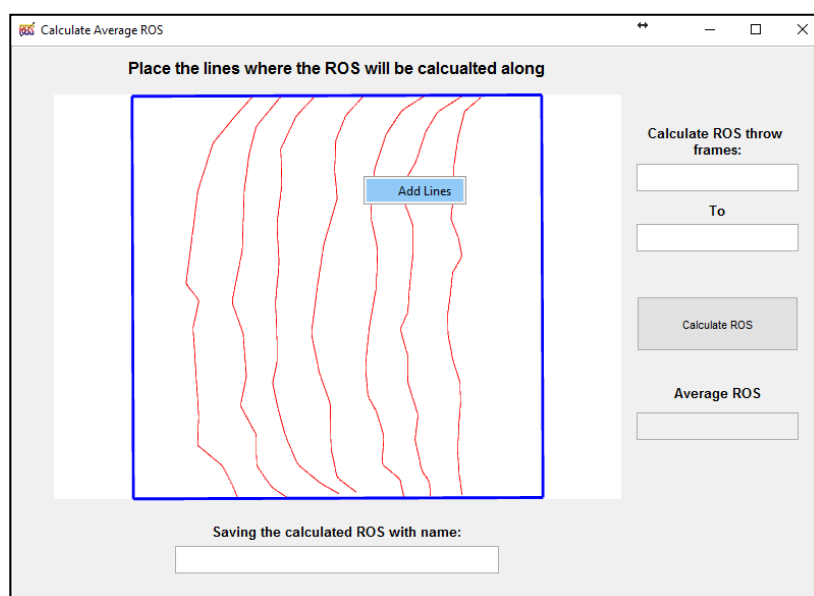 ROS Calculate Average ROS
Place the lines where the ROS will be calcualted along
Add Lines
Calculate ROS throw
frames:
To
Calculate ROS
Average ROS
Saving the calculated ROS with name: